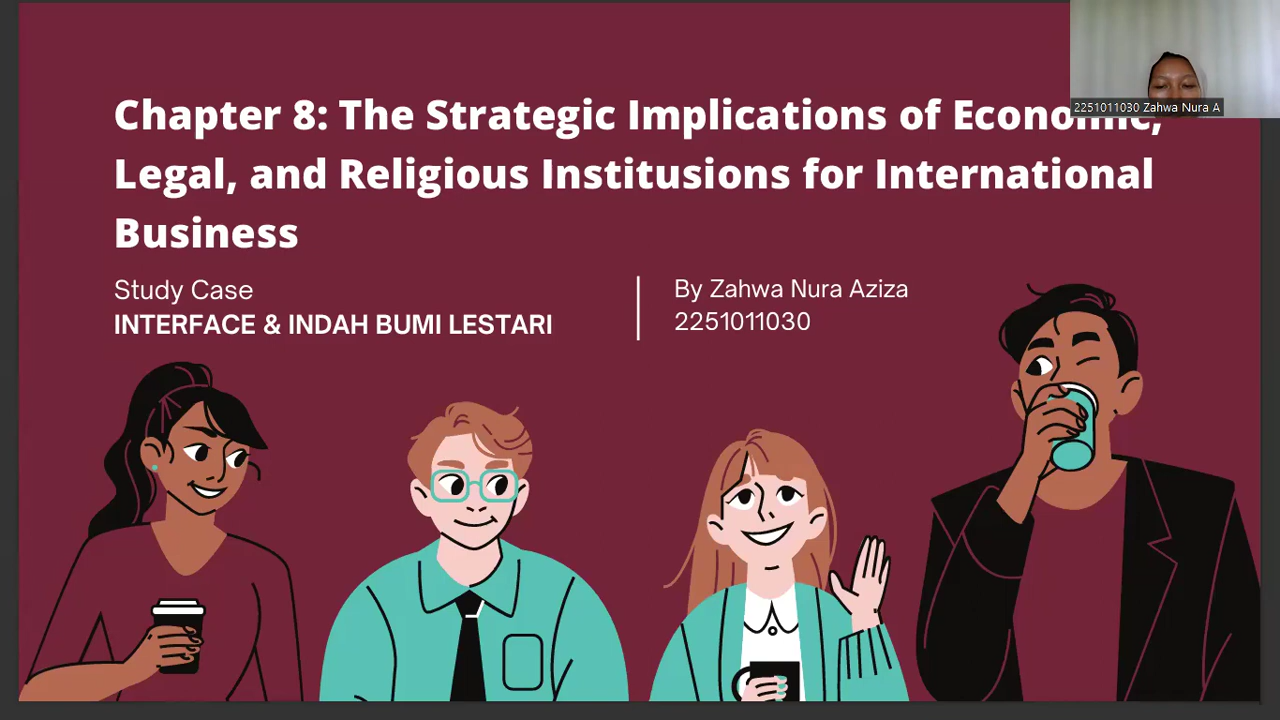 Chapter 8: The Strategic Implications of Economic,
Legal, and Religious Institusions for International
Business
Study Case
INTERFACE & INDAH BUMI LESTARI
By Zahwa Nura Aziza
2251011030
2251011030 Zahwa Nura A